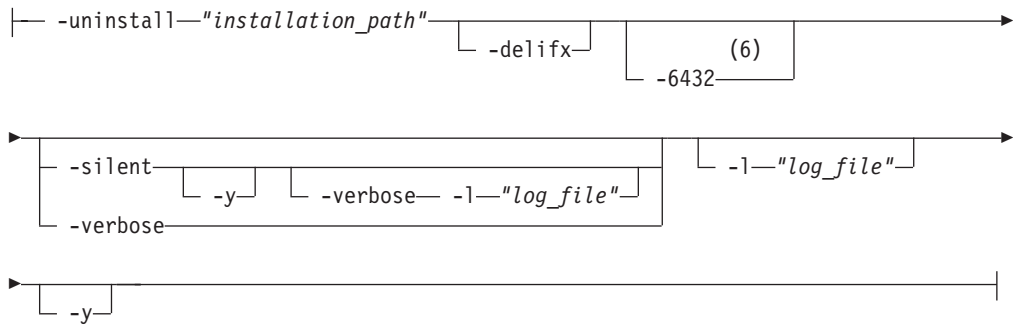 -uninstall "installation_path"
-delifx
(6)
-6432
-silent
-y
-verbose -l "log_file"
-verbose
-l "log_file"
-y